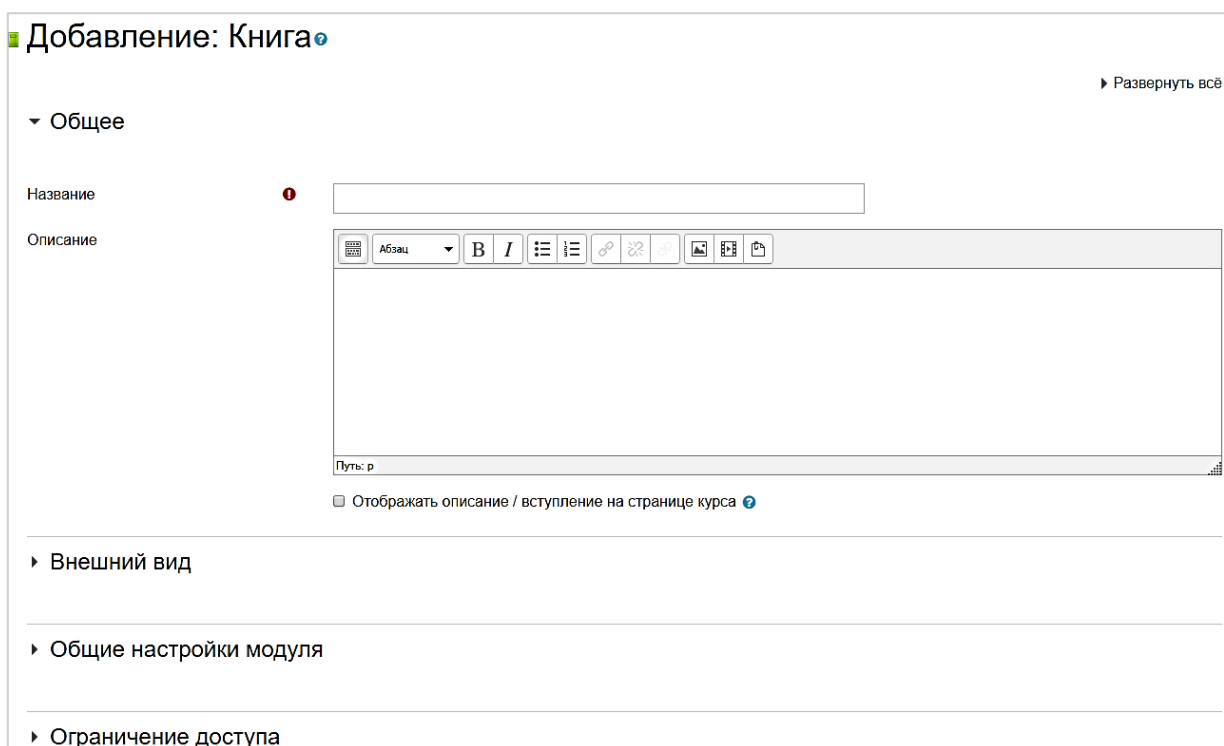 Добавление: Книга
Развернуть всё
Общее
Название
Описание
Абзац
B I
Путь: p
Отображать описание / вступление на странице курса
Внешний вид
Общие настройки модуля
Ограничение доступа